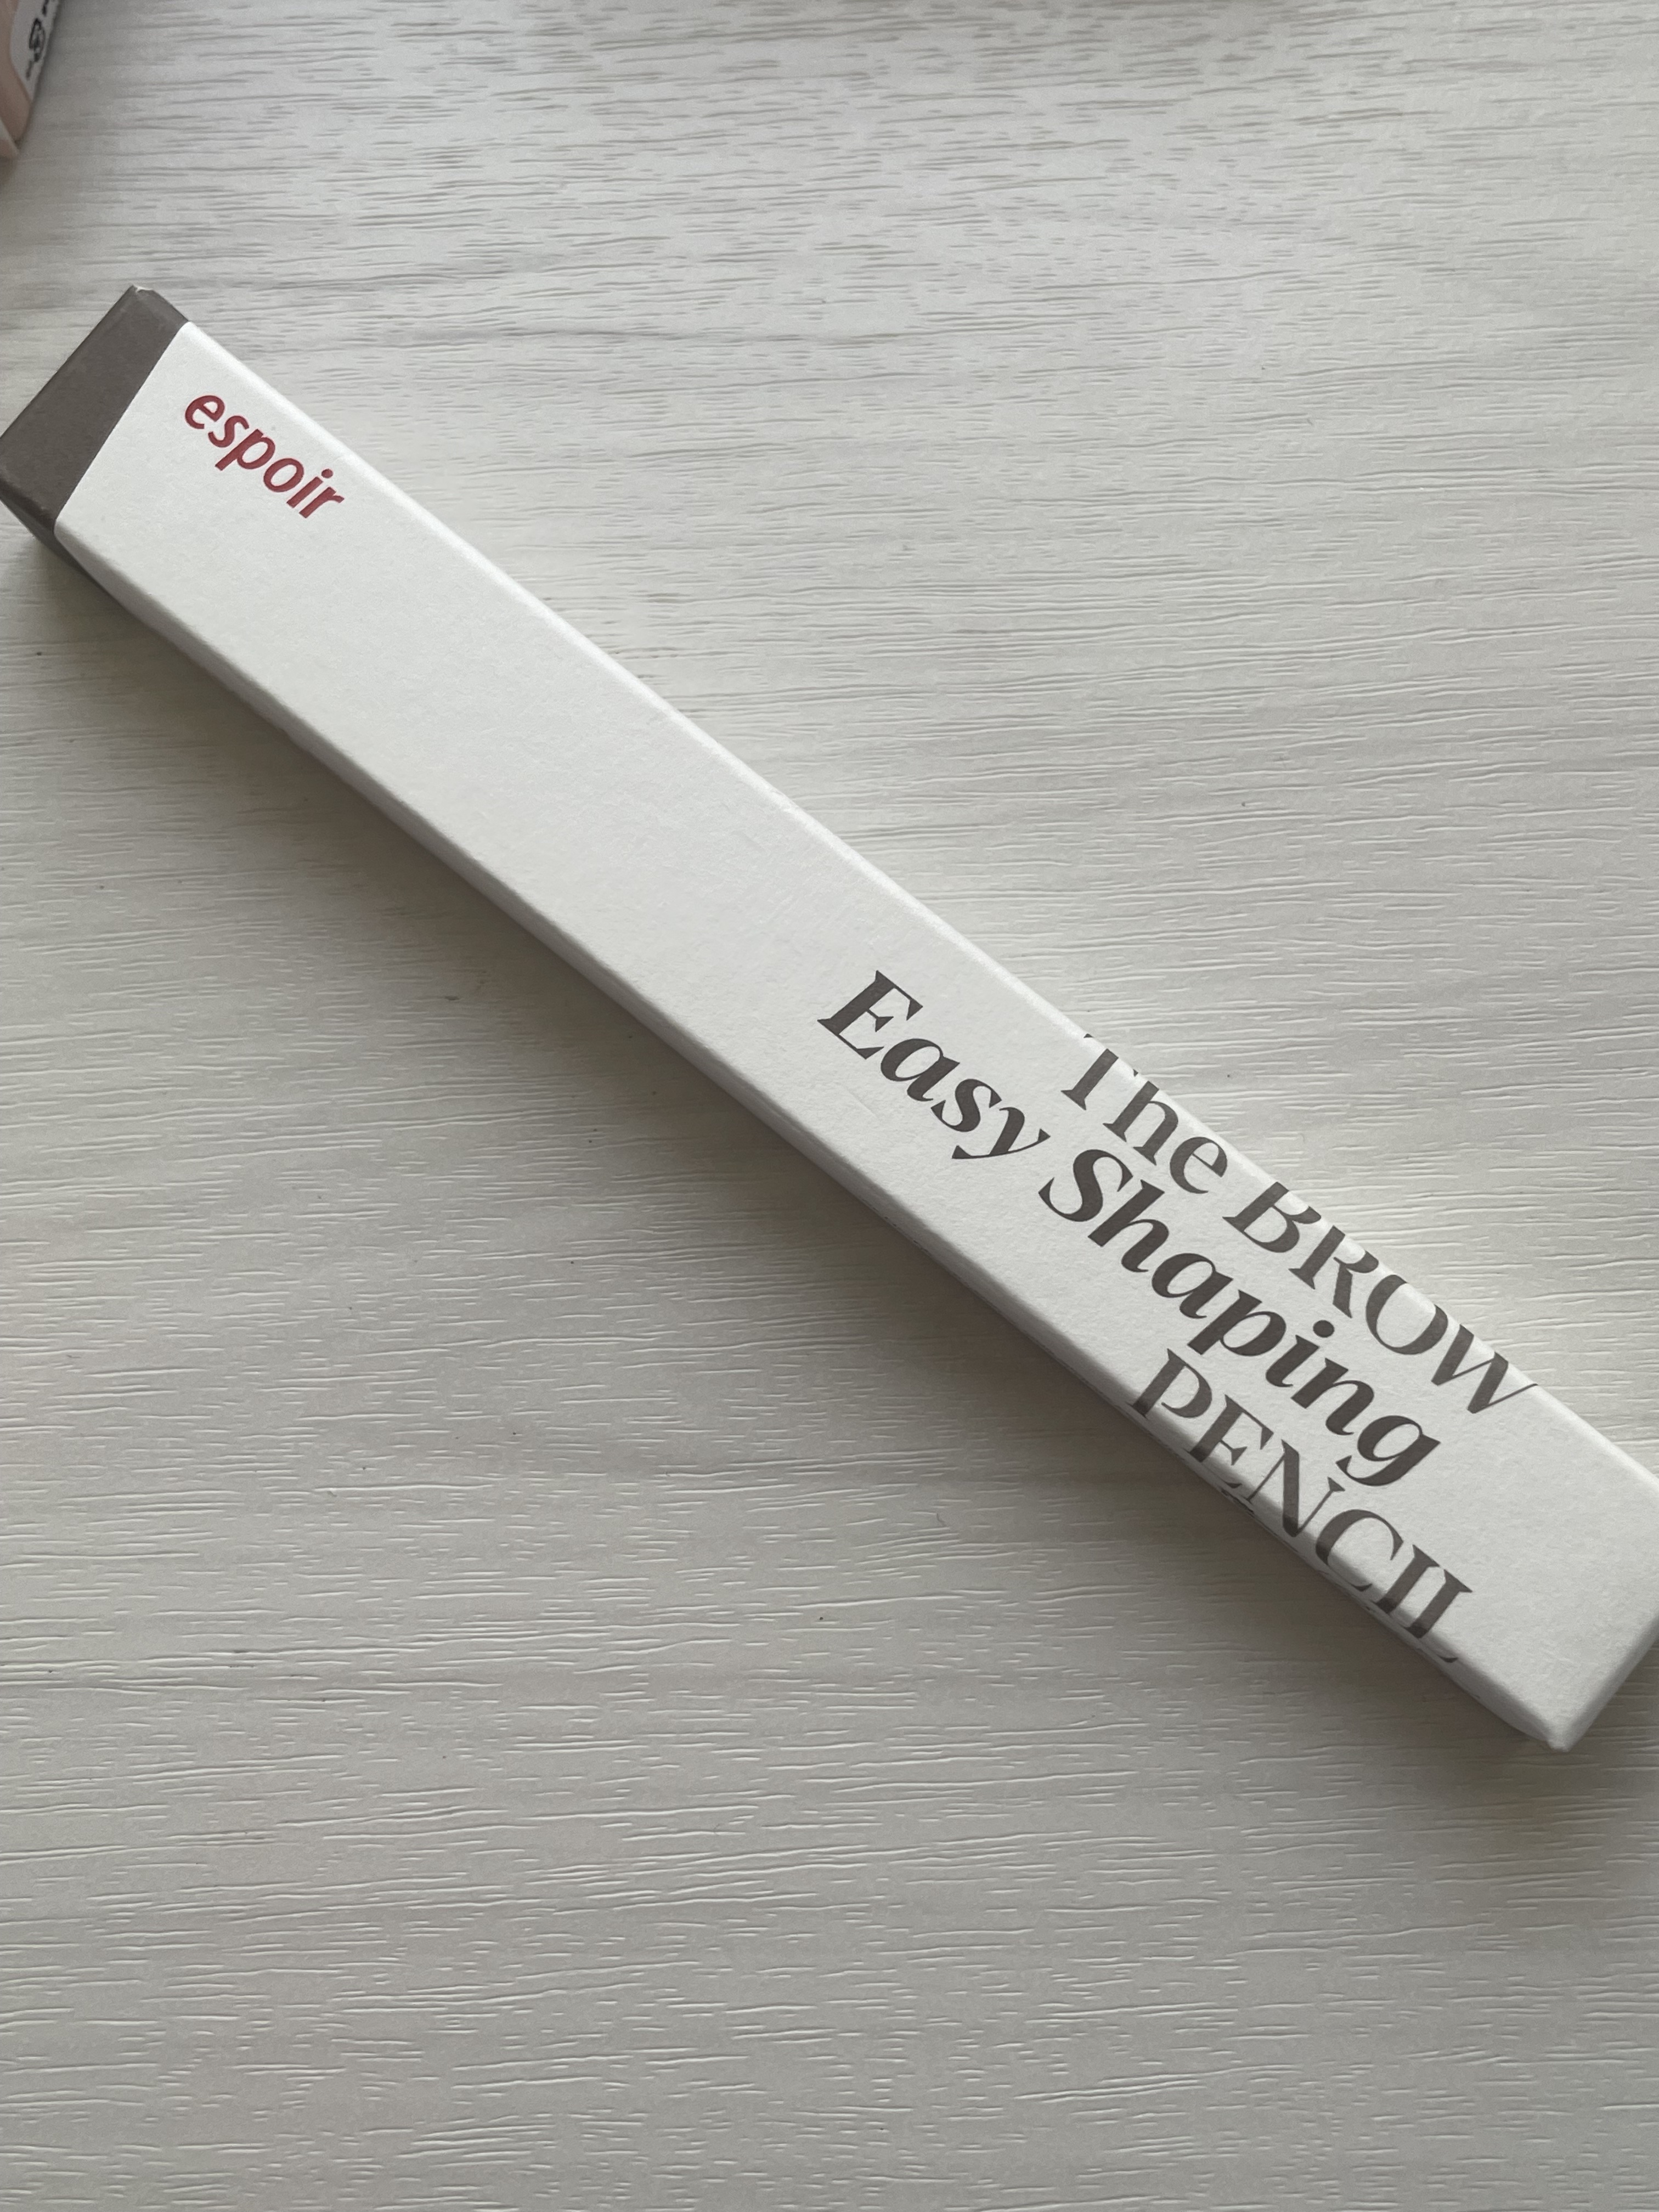 espoir
The BROW
Easy Shaping
PENCIL